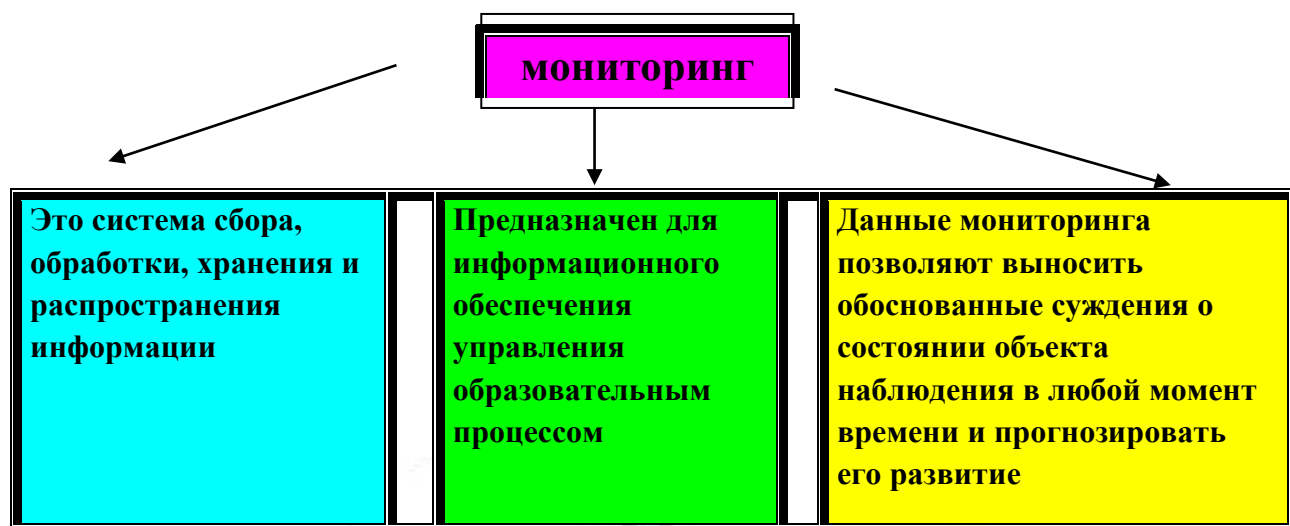 мониторинг
Это система сбора,
обработки, хранения и
распространения
информации
Предназначен для
информационного
обеспечения
управления
образовательным
процессом
Данные мониторинга
позволяют выносить
обоснованные суждения о
состоянии объекта
наблюдения в любой момент
времени и прогнозировать
его развитие